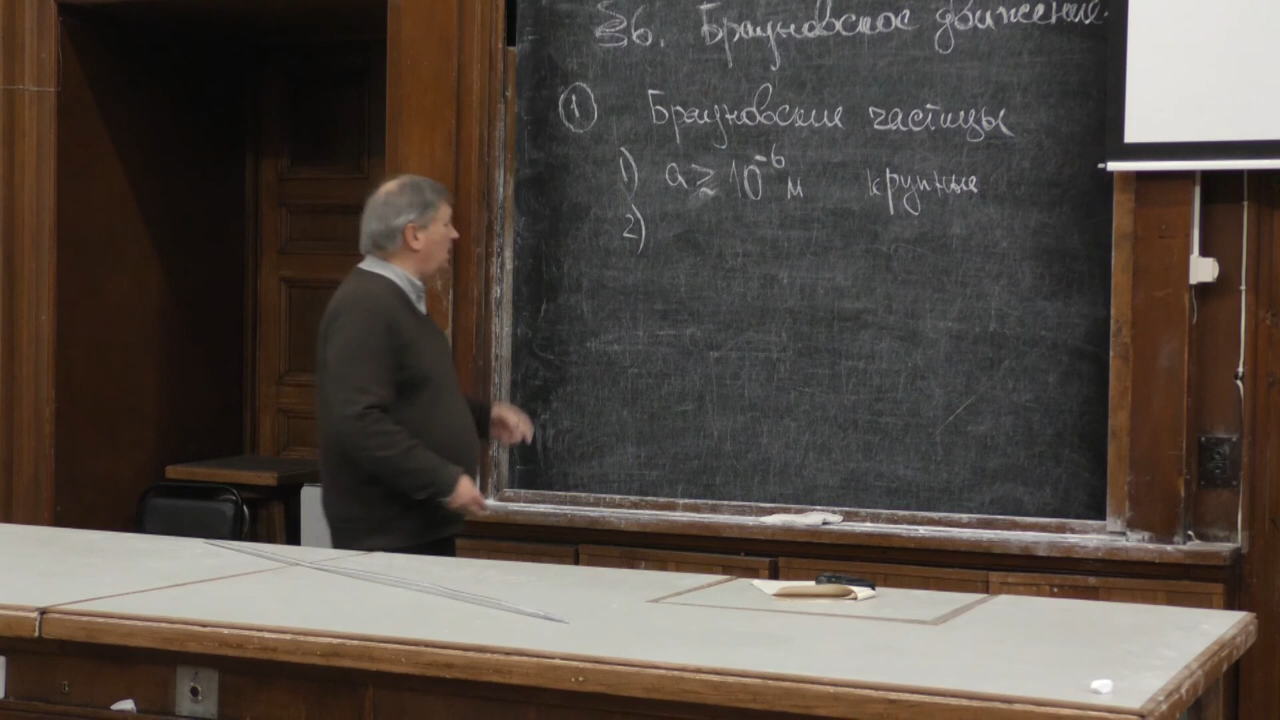 §6. Броуновское движение.
① Броуновские частицы
1) a ≳ 10⁻⁶ м крупные
2)